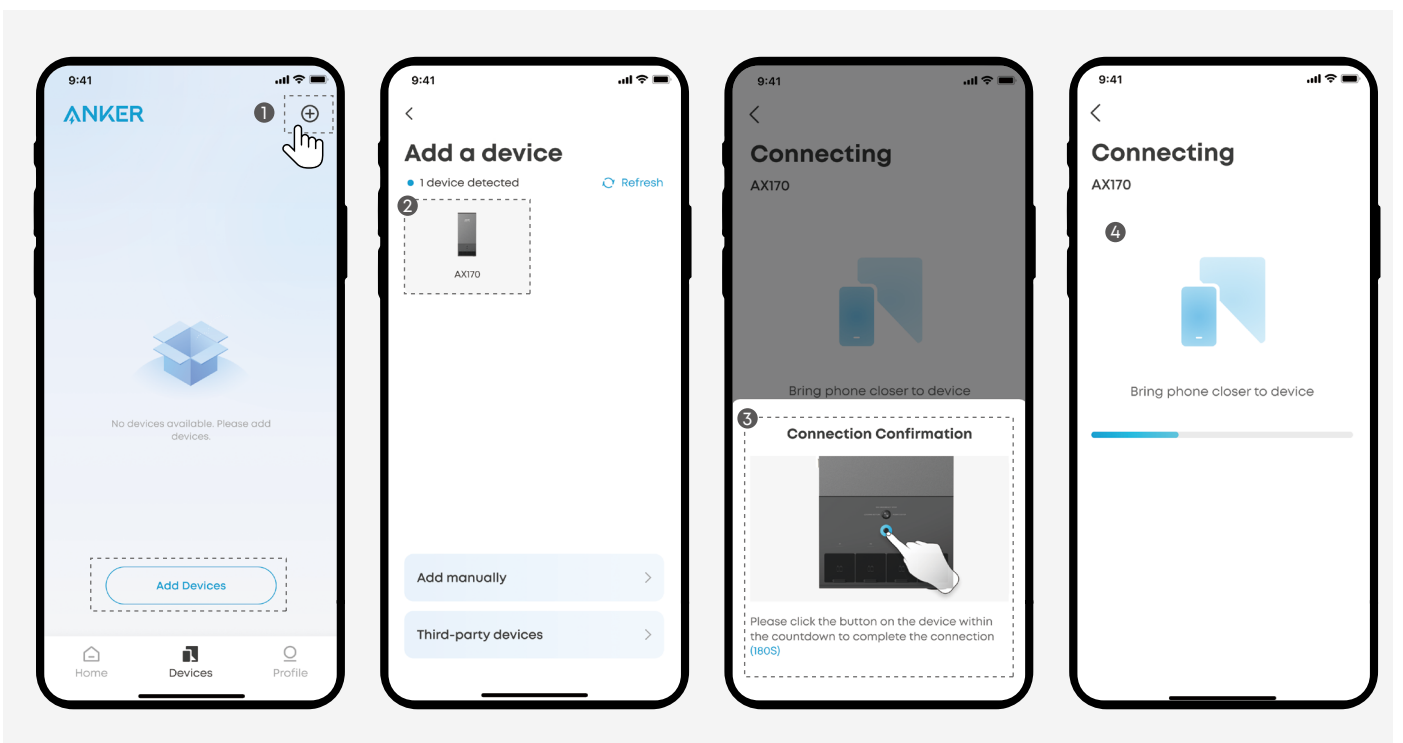 9:41
ANKER
1
No devices available. Please add
devices.
Add Devices
Home
Devices
Profile
9:41
Add a device
1 device detected
Refresh
2
AX170
Add manually
Third-party devices
9:41
Connecting
AX170
Bring phone closer to device
3
Connection Confirmation
Please click the button on the device within
the countdown to complete the connection
(180S)
9:41
Connecting
AX170
4
Bring phone closer to device